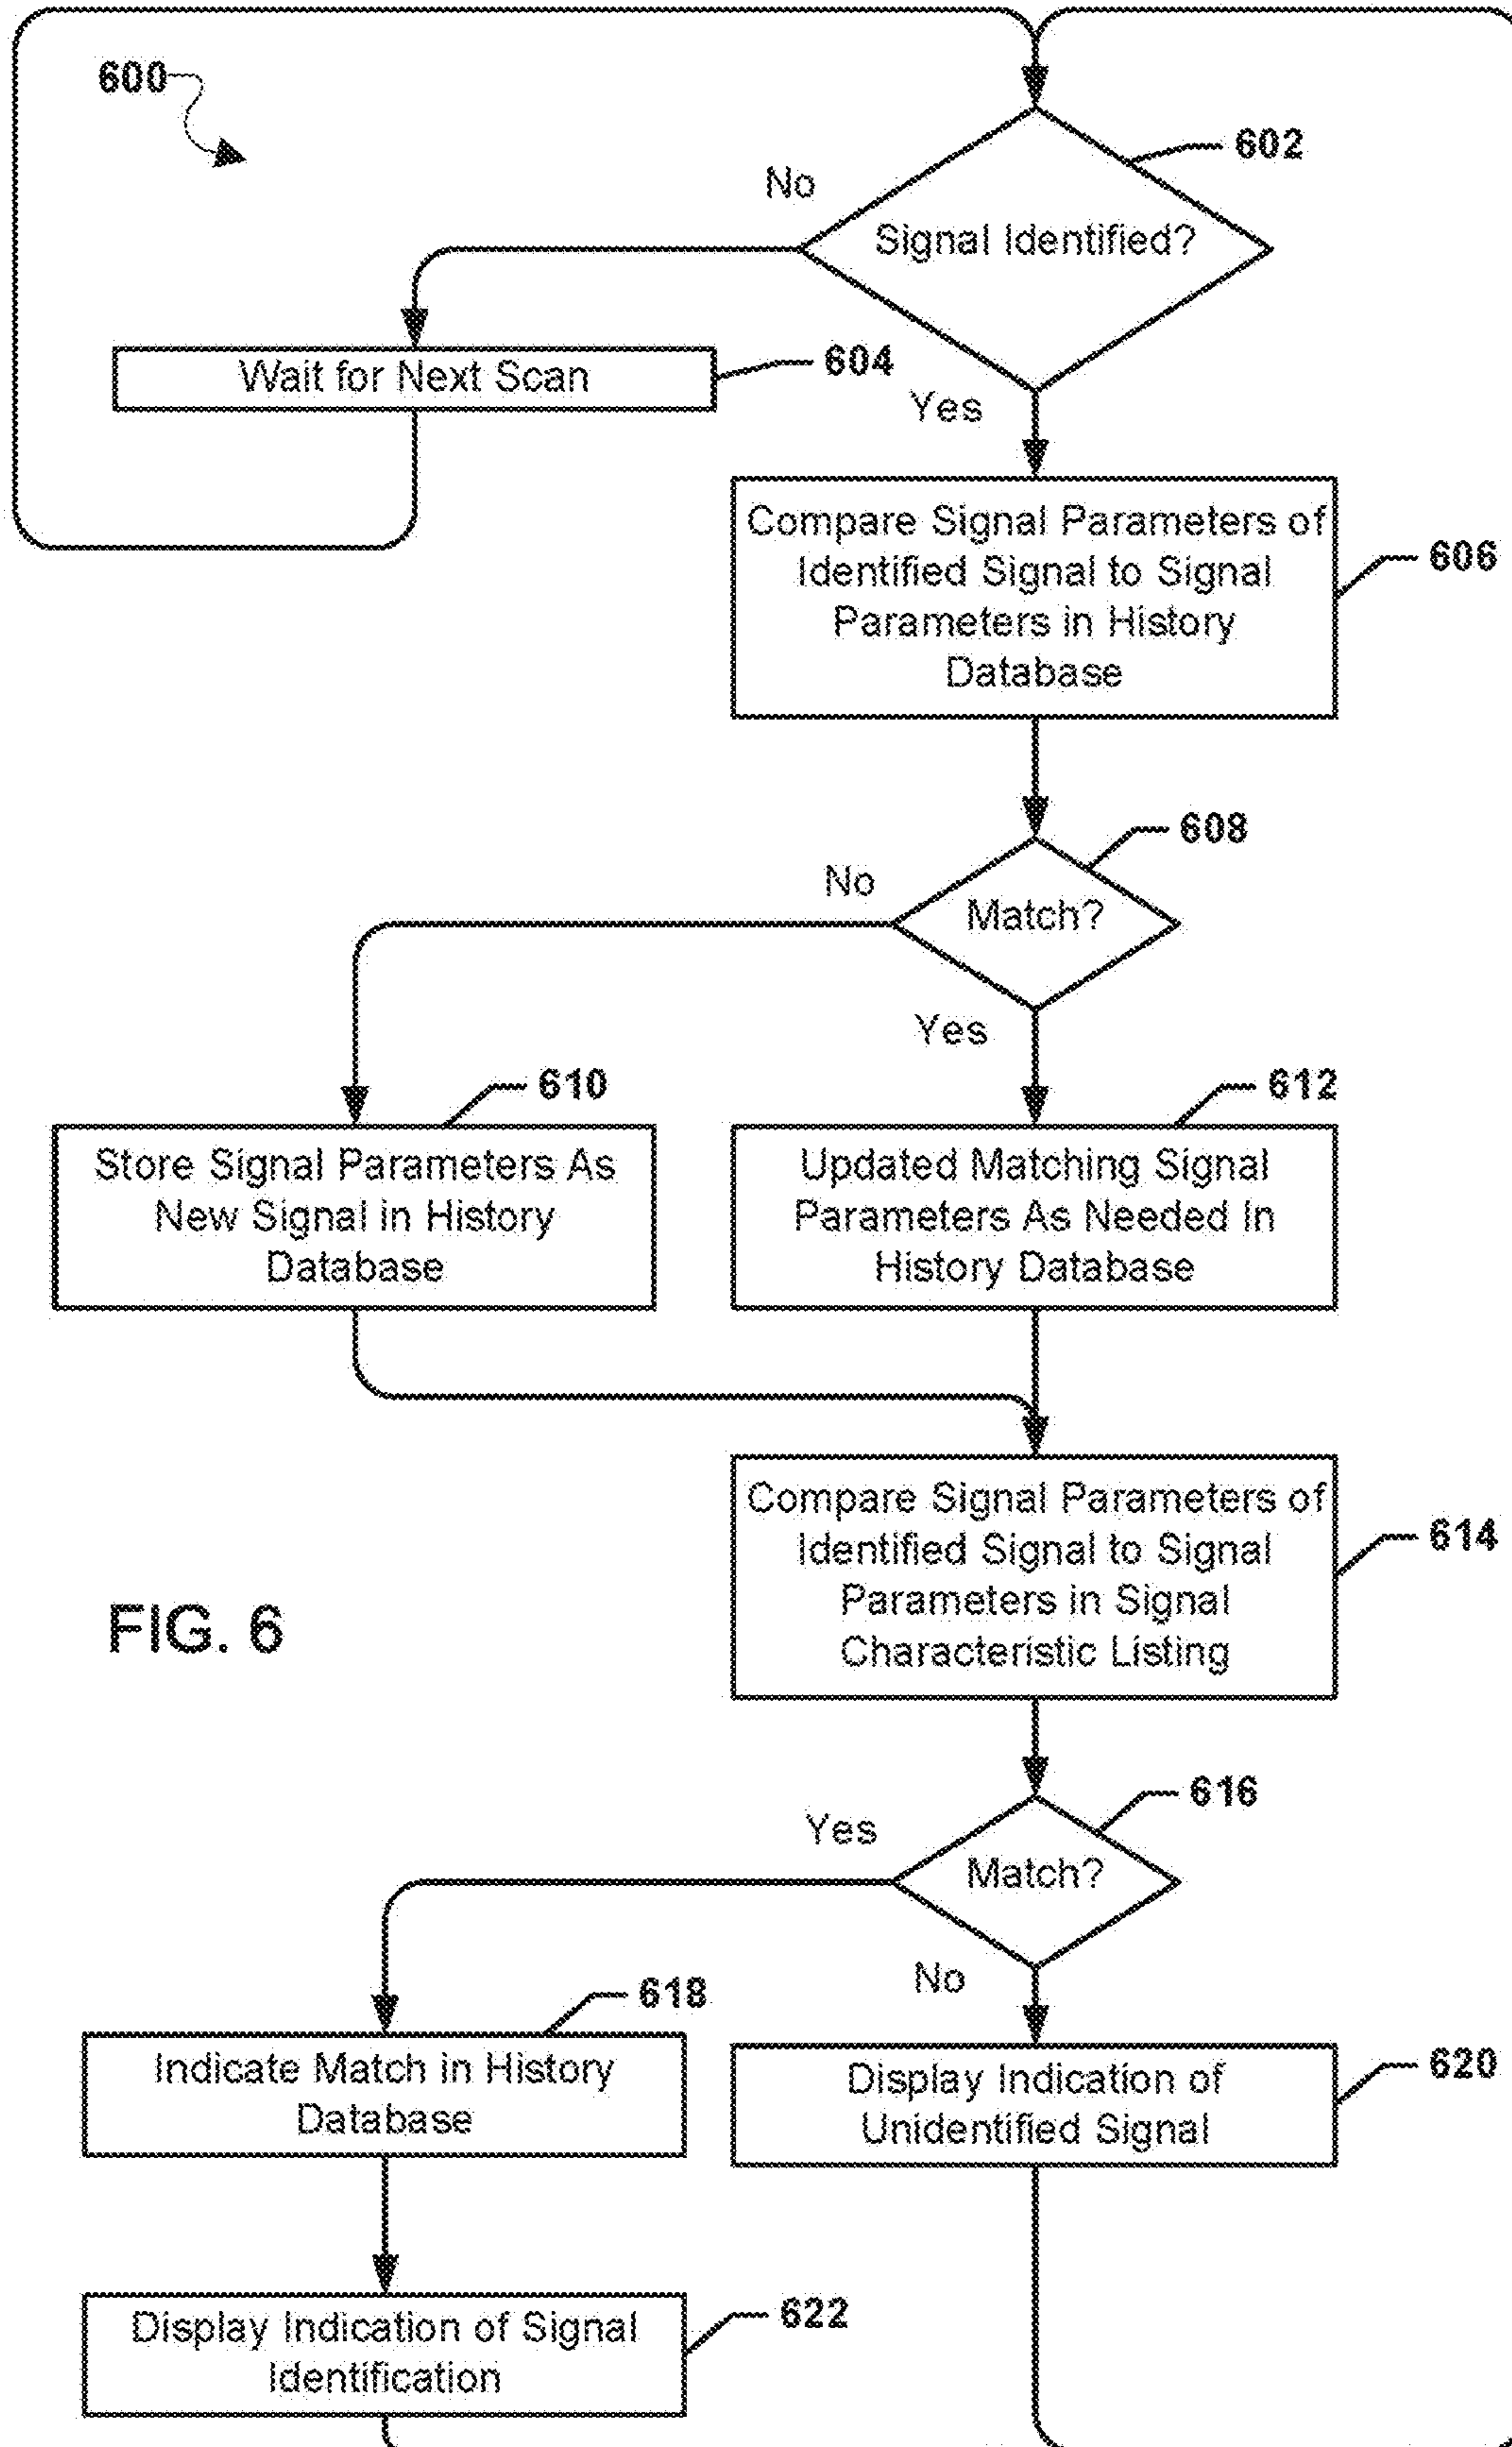 600
602
No
Signal Identified?
Wait for Next Scan
604
Yes
Compare Signal Parameters of
Identified Signal to Signal
Parameters in History
Database
606
608
No
Match?
Yes
610
612
Store Signal Parameters As
New Signal in History
Database
Updated Matching Signal
Parameters As Needed In
History Database
Compare Signal Parameters of
Identified Signal to Signal
Parameters in Signal
Characteristic Listing
614
FIG. 6
616
Yes
Match?
No
618
Indicate Match in History
Database
Display Indication of
Unidentified Signal
620
Display Indication of Signal
Identification
622